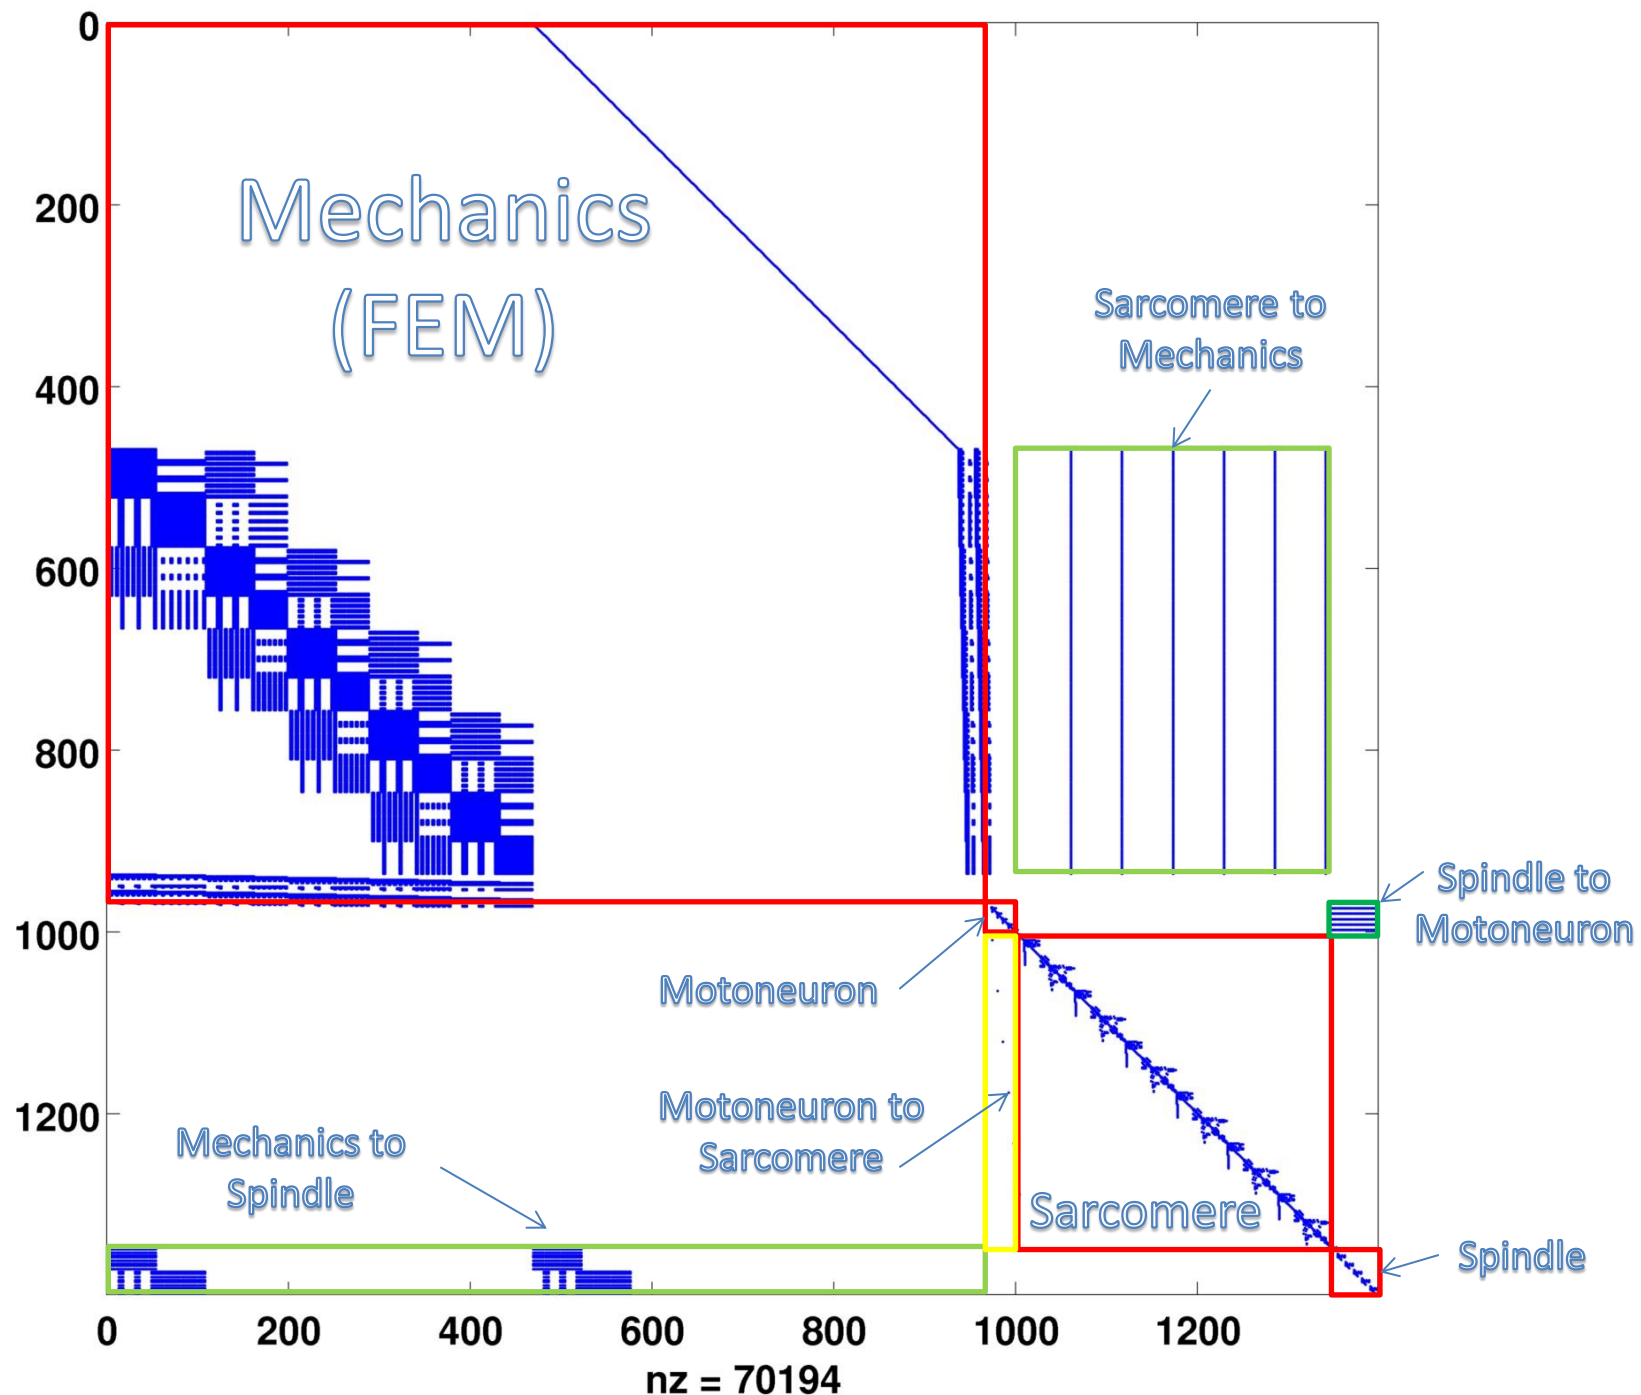 0
200
400
600
800
1000
1200
Mechanics
(FEM)
Sarcomere to
Mechanics
Spindle to
Motoneuron
Motoneuron
Motoneuron to
Sarcomere
Mechanics to
Spindle
Sarcomere
Spindle
0 200 400 600 800 1000 1200
nz = 70194